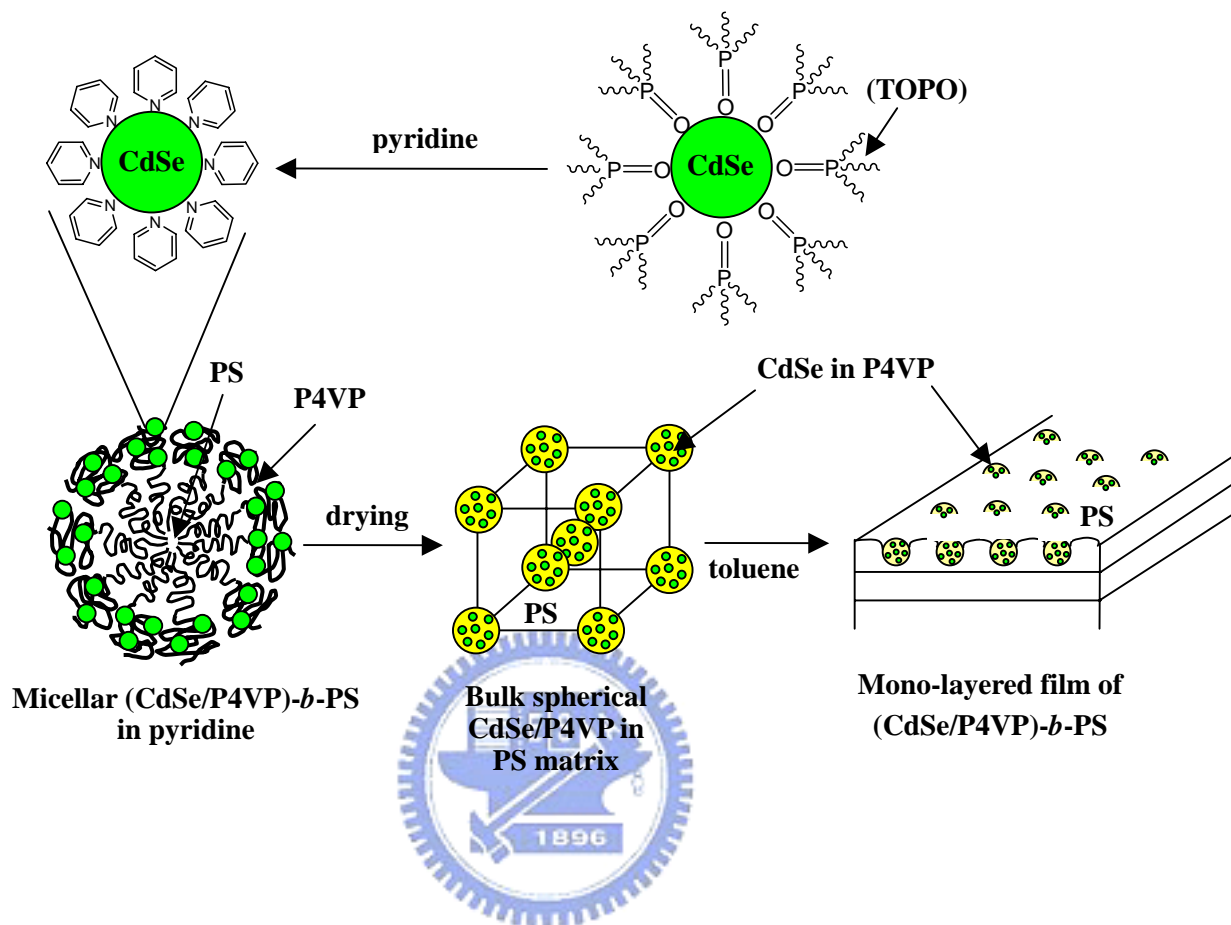 N
N
N
N
N
N
N
N
CdSe
pyridine
P
O
P
O
P
O
P
O
P
O
P
O
P
O
P
O
CdSe
(TOPO)
PS
P4VP
CdSe in P4VP
drying
PS
toluene
PS
Micellar (CdSe/P4VP)-b-PS
in pyridine
Bulk spherical
CdSe/P4VP in
PS matrix
Mono-layered film of
(CdSe/P4VP)-b-PS
1896